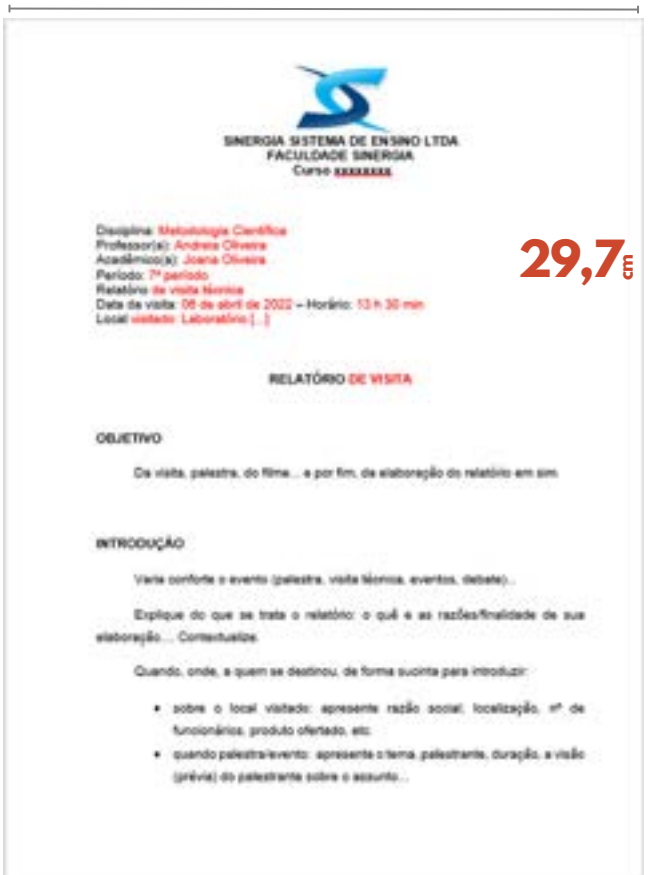 SINERGIA SISTEMA DE ENSINO LTDA
FACULDADE SINERGIA
Curso xxxxxxxx
Disciplina: Metodologia Científica
Professor(a): Andreia Oliveira
Acadêmico(a): Joana Oliveira
Período: 7º período
Relatório de visita técnica
Data da visita: 06 de abril de 2022 – Horário: 13 h 30 min
Local visitado: Laboratório [...]
29,7cm
RELATÓRIO DE VISITA
OBJETIVO
Da visita, palestra, do filme... e por fim, da elaboração do relatório em sim.
INTRODUÇÃO
Varia conforte o evento (palestra, visita técnica, eventos, debate)...
Explique do que se trata o relatório: o quê e as razões/finalidade de sua
elaboração.... Contextualize.
Quando, onde, a quem se destinou, de forma sucinta para introduzir:
• sobre o local visitado: apresente razão social, localização, nº de
funcionários, produto ofertado, etc.
• quando palestra/evento: apresente o tema, palestrante, duração, a visão
(prévia) do palestrante sobre o assunto...